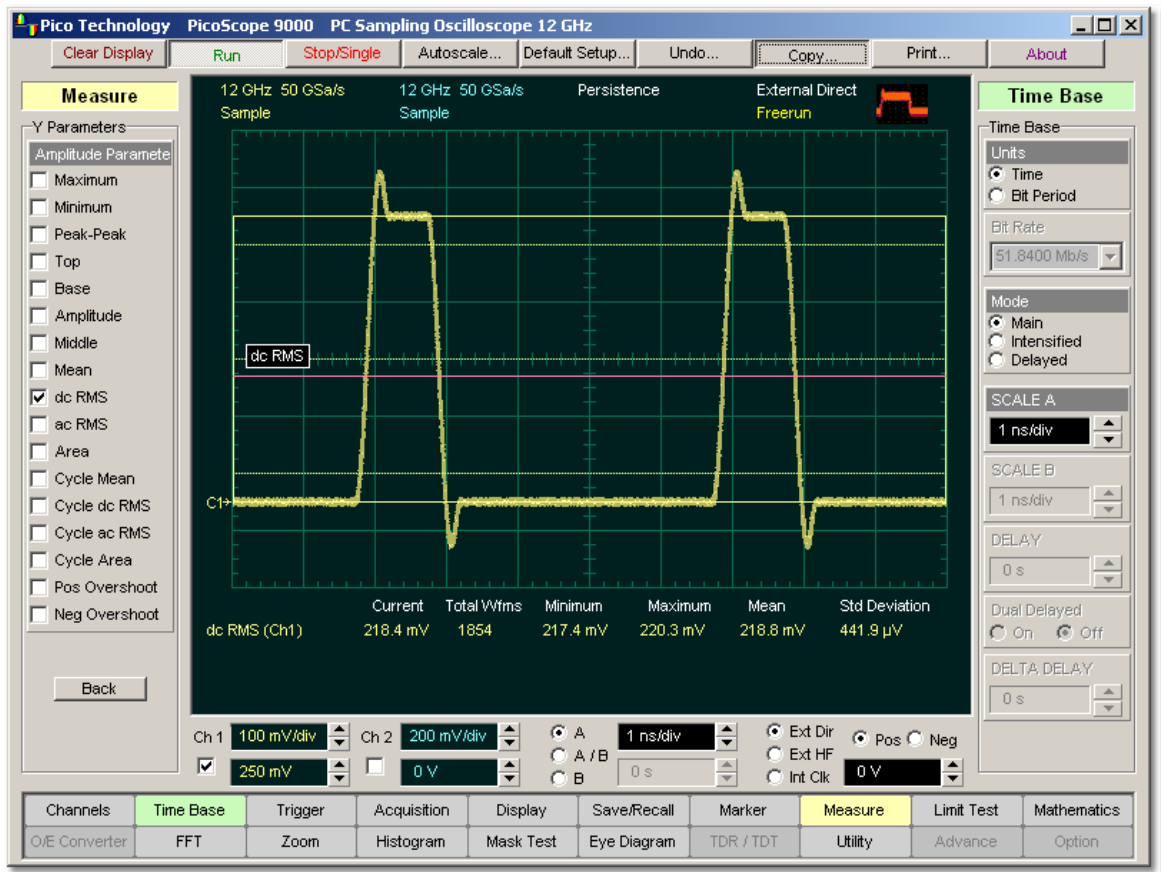 Pico Technology PicoScope 9000 PC Sampling Oscilloscope 12 GHz
Clear Display Run Stop/Single Autoscale... Default Setup... Undo... Copy... Print... About
Measure
Y Parameters
Amplitude Paramete
Maximum
Minimum
Peak-Peak
Top
Base
Amplitude
Middle
Mean
dc RMS
ac RMS
Area
Cycle Mean
Cycle dc RMS
Cycle ac RMS
Cycle Area
Pos Overshoot
Neg Overshoot
Back
12 GHz 50 GSa/s 12 GHz 50 GSa/s Persistence External Direct
Sample Sample Freerun
dc RMS
C1
Current Total Wfms Minimum Maximum Mean Std Deviation
dc RMS (Ch1) 218.4 mV 1854 217.4 mV 220.3 mV 218.8 mV 441.9 µV
Time Base
Time Base
Units
Time
Bit Period
Bit Rate
51.8400 Mb/s
Mode
Main
Intensified
Delayed
SCALE A
1 ns/div
SCALE B
1 ns/div
DELAY
0 s
Dual Delayed
On Off
DELTA DELAY
0 s
Ch 1 100 mV/div Ch 2 200 mV/div A 1 ns/div Ext Dir Pos Neg
A / B Ext HF
250 mV 0 V B 0 s Int Clk 0 V
Channels Time Base Trigger Acquisition Display Save/Recall Marker Measure Limit Test Mathematics
O/E Converter FFT Zoom Histogram Mask Test Eye Diagram TDR / TDT Utility Advance Option